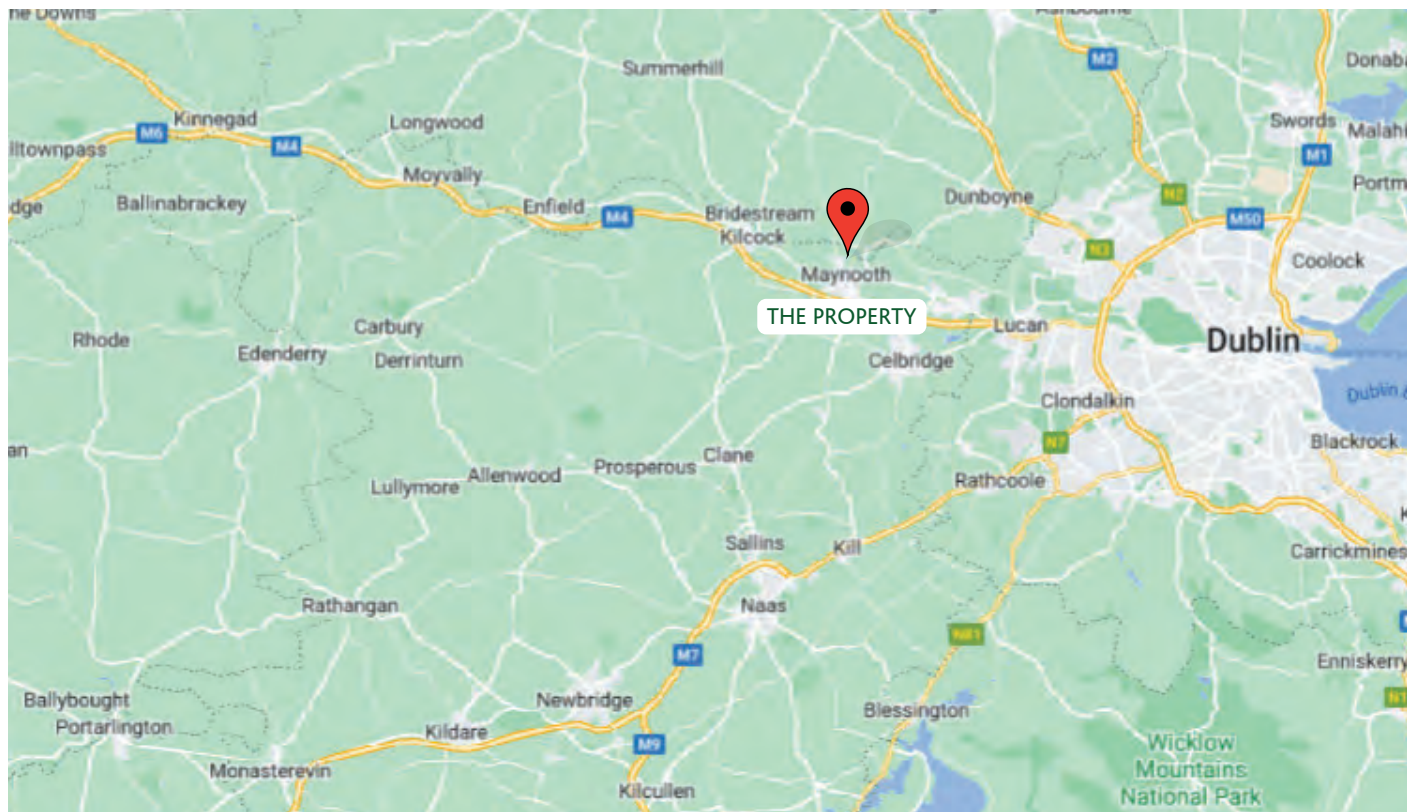 Downs
Summerhill
M2
Donab
Kinnegad
Longwood
Swords
M6
M4
Malahi
illtownpass
M1
Moyvally
N2
Portm
dge
Ballinabrackey
Enfield
M4
Bridestream
Dunboyne
M50
Kilcock
N3
Coolock
Maynooth
THE PROPERTY
Lucan
Carbury
Dublin
Rhode
Edenderry
Derrinturn
Celbridge
Dublin
Clondalkin
an
Clane
N7
Blackrock
Prosperous
Allenwood
Lullymore
Rathcoole
Sallins
Kill
Carrickmines
Rathangan
Naas
N81
M7
Enniskerry
Ballybought
Newbridge
N1
Portarlington
Kildare
Blessington
M9
Wicklow
Mountains
National Park
Monasterevin
Kilcullen